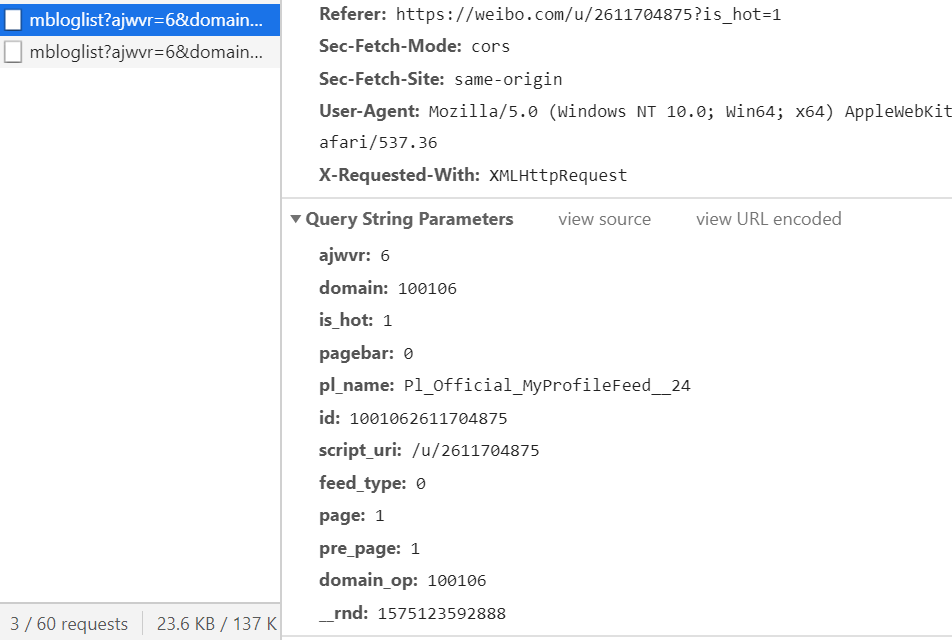 mbloglist?ajwvr=6&domain...
mbloglist?ajwvr=6&domain...
3 / 60 requests
23.6 KB / 137 K
Referer: https://weibo.com/u/2611704875?is_hot=1
Sec-Fetch-Mode: cors
Sec-Fetch-Site: same-origin
User-Agent: Mozilla/5.0 (Windows NT 10.0; Win64; x64) AppleWebKit
afari/537.36
X-Requested-With: XMLHttpRequest
Query String Parameters view source view URL encoded
ajwvr: 6
domain: 100106
is_hot: 1
pagebar: 0
pl_name: Pl_Official_MyProfileFeed__24
id: 1001062611704875
script_uri: /u/2611704875
feed_type: 0
page: 1
pre_page: 1
domain_op: 100106
__rnd: 1575123592888